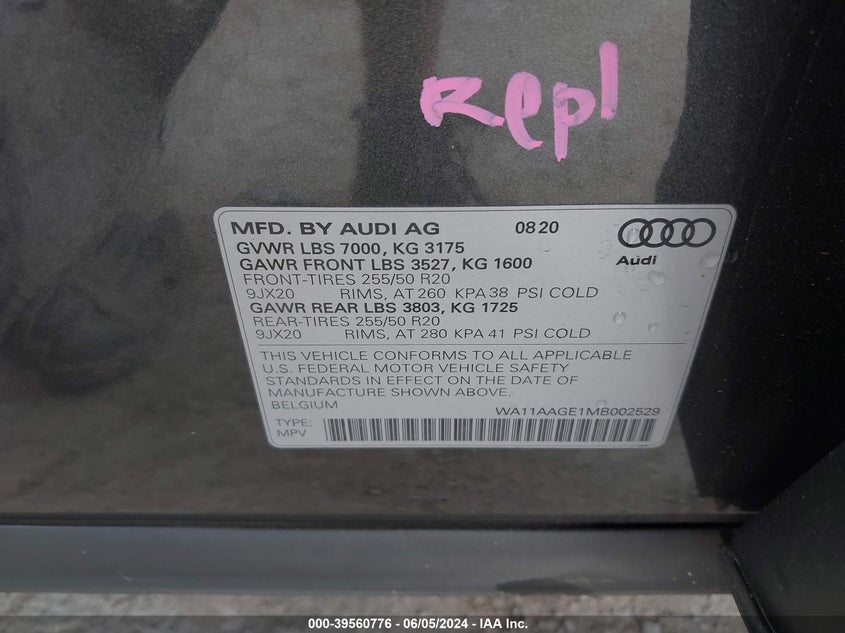 Repl
MFD. BY AUDI AG 0820
GVWR LBS 7000, KG 3175
GAWR FRONT LBS 3527, KG 1600
FRONT-TIRES 255/50 R20
9JX20 RIMS, AT 260 KPA 38 PSI COLD
GAWR REAR LBS 3803, KG 1725
REAR-TIRES 255/50 R20
9JX20 RIMS, AT 280 KPA 41 PSI COLD
Audi
THIS VEHICLE CONFORMS TO ALL APPLICABLE
U.S. FEDERAL MOTOR VEHICLE SAFETY
STANDARDS IN EFFECT ON THE DATE OF
MANUFACTURE SHOWN ABOVE.
BELGIUM WA11AAGE1MB002529
TYPE:
MPV
000-39560776 - 06/05/2024 - IAA Inc.